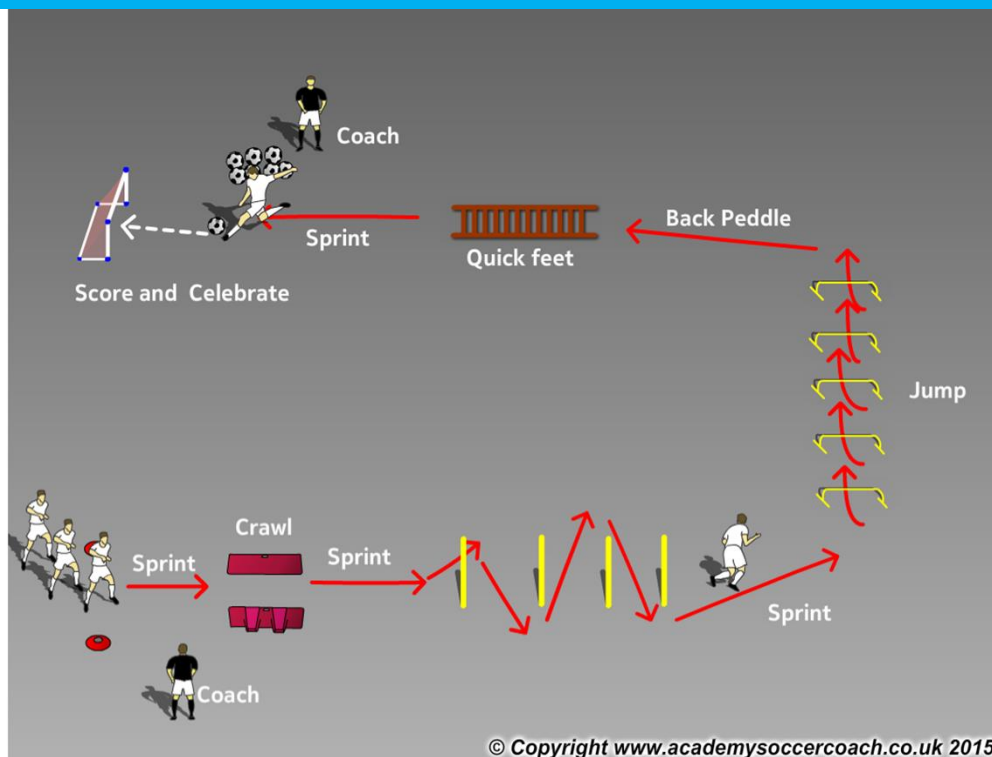 Coach
Back Peddle
Sprint
Quick feet
Score and  Celebrate
Jump
Crawl
Sprint
Sprint
Sprint
Coach
© Copyright www.academysoccercoach.co.uk 2015